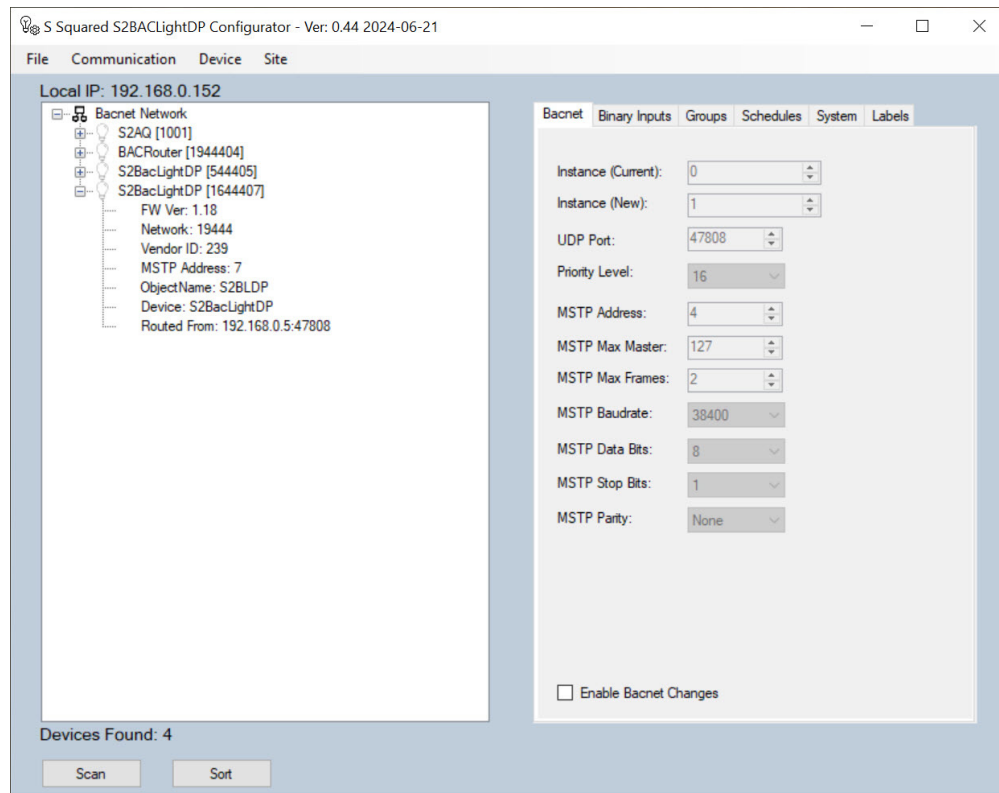 S Squared S2BACLightDP Configurator - Ver: 0.44 2024-06-21
File Communication Device Site
Local IP: 192.168.0.152
Bacnet Network
S2AQ [1001]
BACRouter [1944404]
S2BacLightDP [544405]
S2BacLightDP [1644407]
FW Ver: 1.18
Network: 19444
Vendor ID: 239
MSTP Address: 7
ObjectName: S2BLDP
Device: S2BacLightDP
Routed From: 192.168.0.5:47808
Devices Found: 4
Scan Sort
Bacnet Binary Inputs Groups Schedules System Labels
Instance (Current): 0
Instance (New): 1
UDP Port: 47808
Priority Level: 16
MSTP Address: 4
MSTP Max Master: 127
MSTP Max Frames: 2
MSTP Baudrate: 38400
MSTP Data Bits: 8
MSTP Stop Bits: 1
MSTP Parity: None
Enable Bacnet Changes